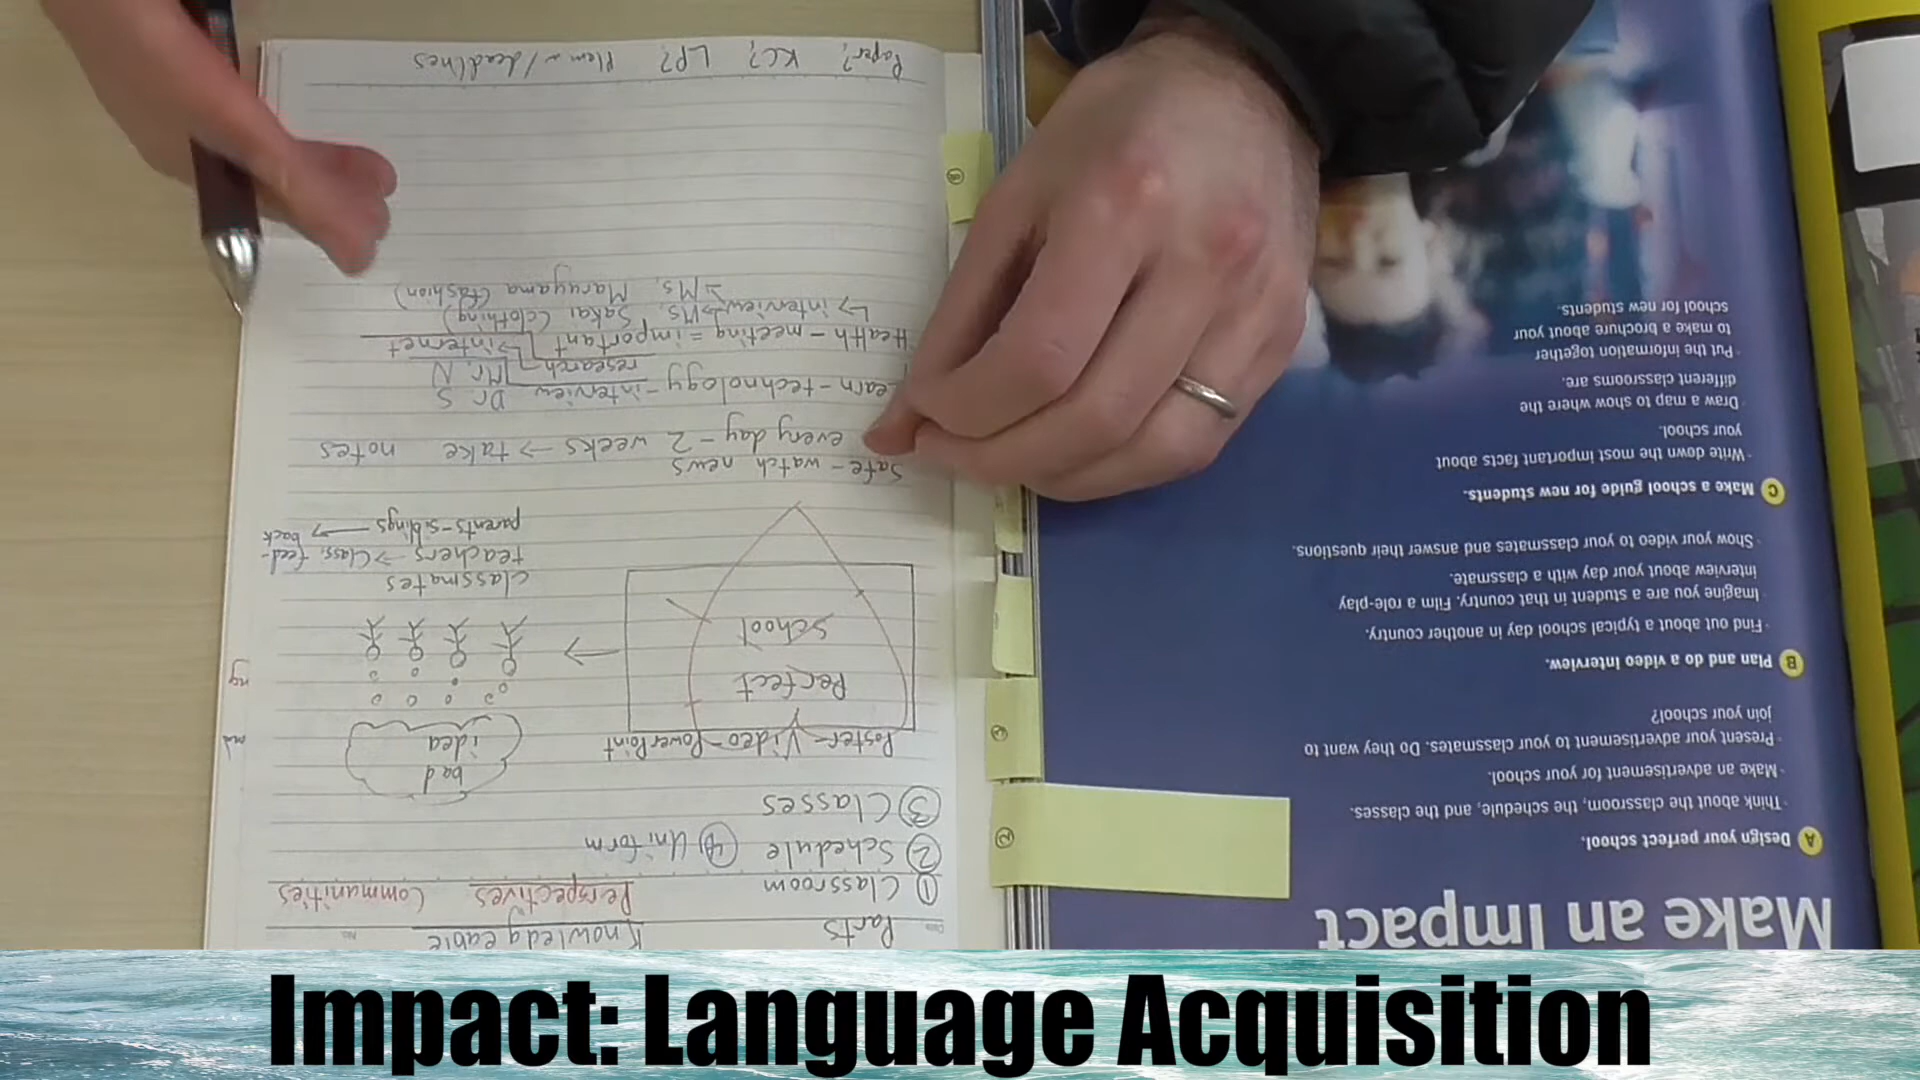 Make an Impact
A Design your perfect school.
· Think about the classroom, the schedule, and the classes.
· Make an advertisement for your school.
· Present your advertisement to your classmates. Do they want to
join your school?
B Plan and do a video interview.
· Find out about a typical school day in another country.
· Imagine you are a student in that country. Film a role-play
interview about your day with a classmate.
· Show your video to your classmates and answer their questions.
C Make a school guide for new students.
· Write down the most important facts about
your school.
· Draw a map to show where the
different classrooms are.
· Put the information together
to make a brochure about your
school for new students.
Parts Knowledgeable
① Classroom Perspectives Communities
② Schedule ④ Uniform
③ Classes
Poster-Video-PowerPoint
bad
idea
Perfect
School
classmates
teachers → Class. feed-
parents-siblings → back
Safe - watch news
every day - 2 weeks → take notes
Learn - technology - interview Dr S
research Mr. N
Health - meeting = important → internet
↳ interview → Ms. Sakai (clothing)
→ Ms. Maruyama (fashion)
Paper? KC? LP? Plan w/deadlines
Impact: Language Acquisition